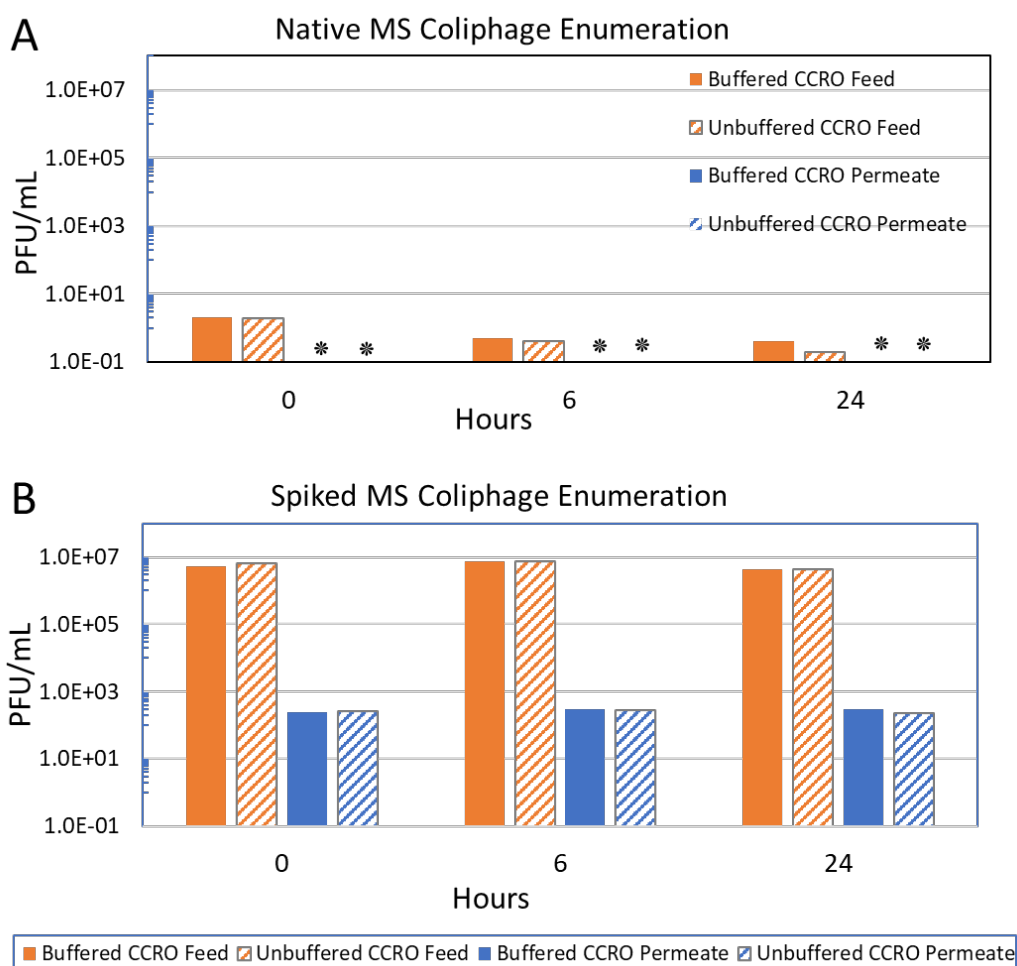 A
Native MS Coliphage Enumeration
1.0E+07
1.0E+05
1.0E+03
1.0E+01
1.0E-01
PFU/mL
Buffered CCRO Feed
Unbuffered CCRO Feed
Buffered CCRO Permeate
Unbuffered CCRO Permeate
* * * * * *
0 6 24
Hours
B
Spiked MS Coliphage Enumeration
1.0E+07
1.0E+05
1.0E+03
1.0E+01
1.0E-01
PFU/mL
0 6 24
Hours
Buffered CCRO Feed Unbuffered CCRO Feed Buffered CCRO Permeate Unbuffered CCRO Permeate